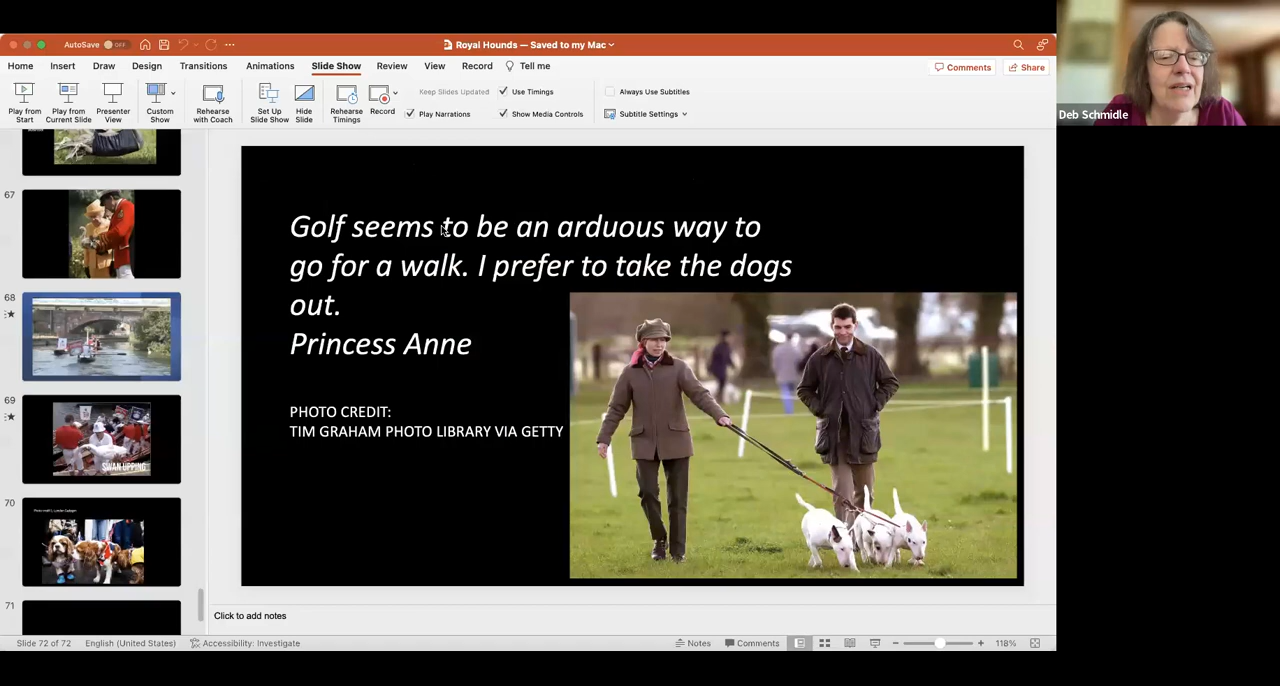 AutoSave OFF
Royal Hounds — Saved to my Mac
Home Insert Draw Design Transitions Animations Slide Show Review View Record Tell me
Comments Share
Play from Start
Play from Current Slide
Presenter View
Custom Show
Rehearse with Coach
Set Up Slide Show
Hide Slide
Rehearse Timings
Record
Keep Slides Updated
Use Timings
Play Narrations
Show Media Controls
Always Use Subtitles
Subtitle Settings
Deb Schmidle
67
68
69
SWAN UPPING
70
71
Golf seems to be an arduous way to
go for a walk. I prefer to take the dogs
out.
Princess Anne
PHOTO CREDIT:
TIM GRAHAM PHOTO LIBRARY VIA GETTY
Click to add notes
Slide 72 of 72 English (United States) Accessibility: Investigate Notes Comments 118%